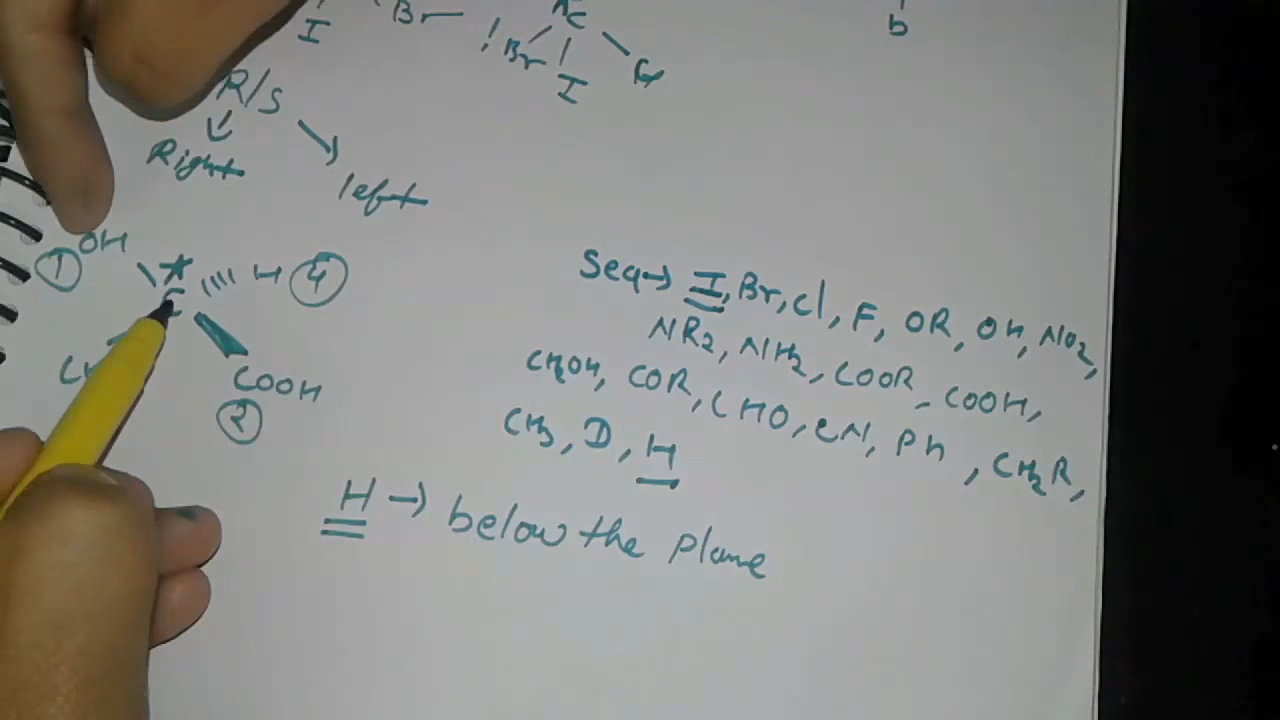 I Br C
b
Br I
R/S
Right left
① OH * H ④
C
COOH
②
Seq→ I, Br, Cl, F, OR, OH, NO2,
NR2, NH2, COOR, COOH,
CH2OH, COR, CHO, CN, Ph, CH2R,
CH3, D, H
H → below the plane